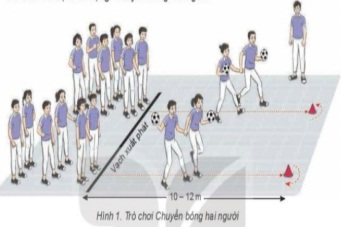 Vạch xuất phát
10 – 12 m
Hình 1. Trò chơi Chuyền bóng hai người